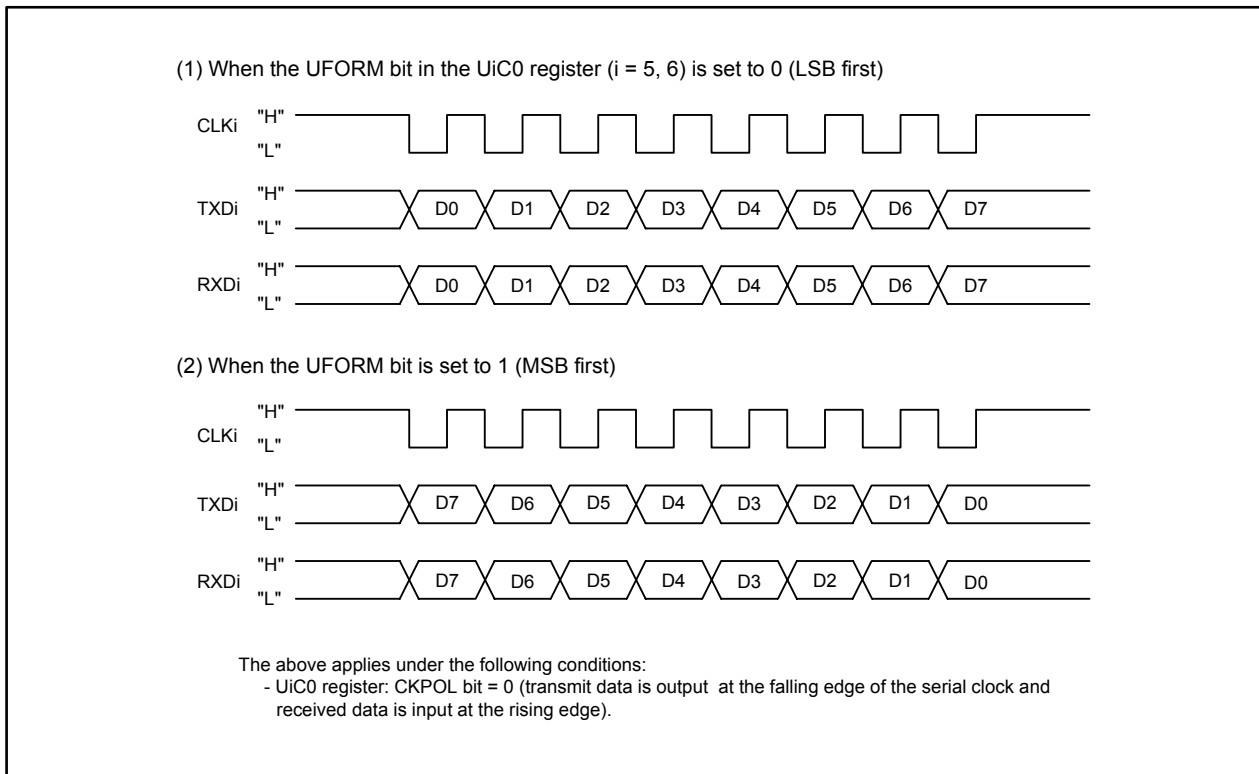 (1) When the UFORM bit in the UiC0 register (i = 5, 6) is set to 0 (LSB first)
"H"
CLKi
"L"
"H"
TXDi D0 D1 D2 D3 D4 D5 D6 D7
"L"
"H"
RXDi D0 D1 D2 D3 D4 D5 D6 D7
"L"
(2) When the UFORM bit is set to 1 (MSB first)
"H"
CLKi
"L"
"H"
TXDi D7 D6 D5 D4 D3 D2 D1 D0
"L"
"H"
RXDi D7 D6 D5 D4 D3 D2 D1 D0
"L"
The above applies under the following conditions:
- UiC0 register: CKPOL bit = 0 (transmit data is output at the falling edge of the serial clock and
received data is input at the rising edge).